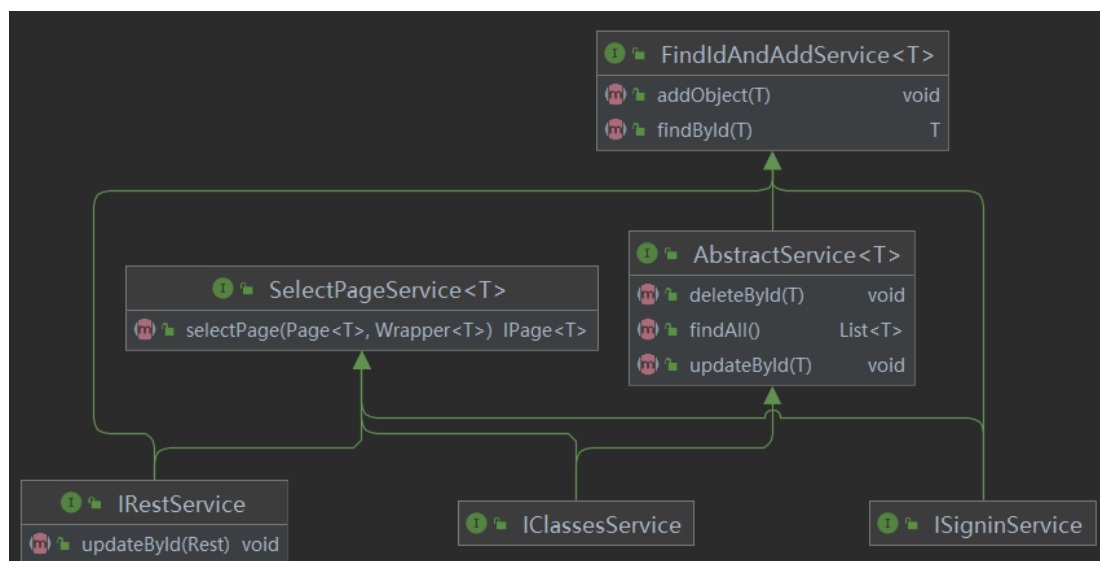 FindIdAndAddService<T>
addObject(T) void
findById(T) T
AbstractService<T>
deleteById(T) void
findAll() List<T>
updateById(T) void
SelectPageService<T>
selectPage(Page<T>, Wrapper<T>) IPage<T>
IRestService
updateById(Rest) void
IClassesService
ISigninService